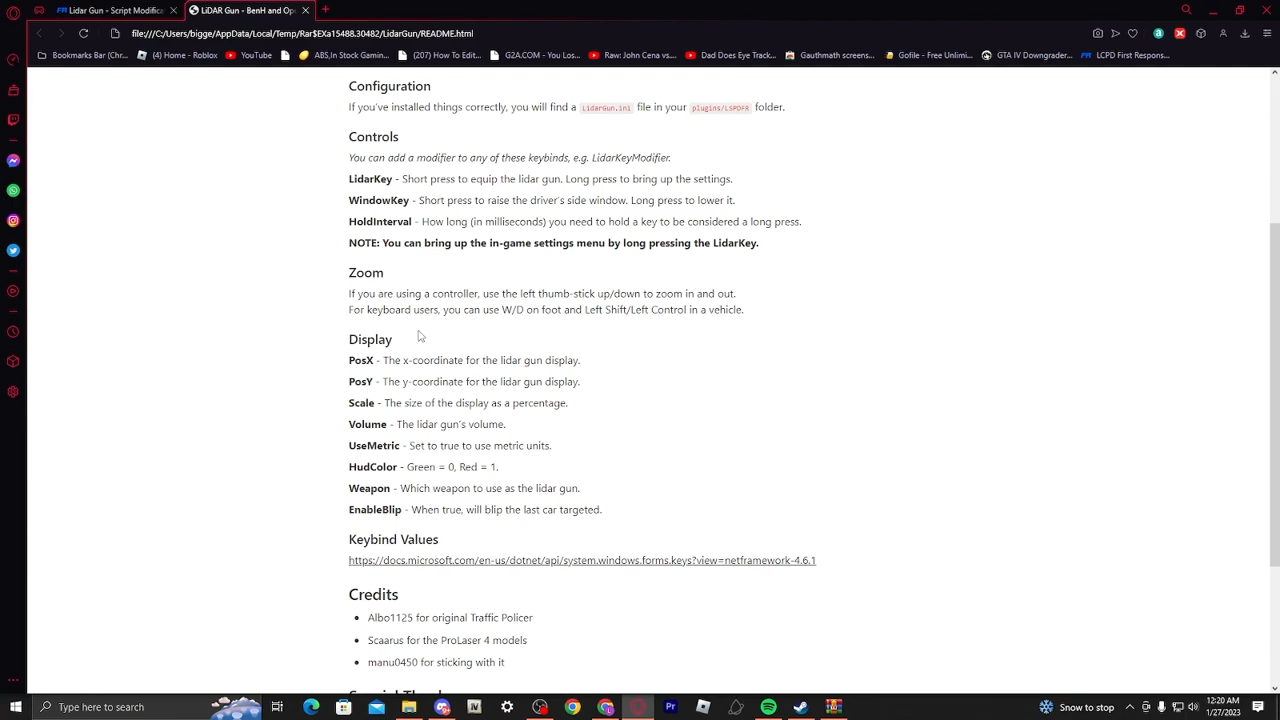 Lidar Gun - Script Modifica
LiDAR Gun - BenH and Op
file:///C:/Users/bigge/AppData/Local/Temp/Rar$EXa15488.30482/LidarGun/README.html
Bookmarks Bar (Chr...
(4) Home - Roblox
YouTube
ABS,In Stock Gamin...
(207) How To Edit...
G2A.COM - You Los...
Raw: John Cena vs....
Dad Does Eye Track...
Gauthmath screens...
Gofile - Free Unlimi...
GTA IV Downgrader...
LCPD First Respons...
Configuration
If you've installed things correctly, you will find a LidarGun.ini file in your plugins/LSPDFR folder.
Controls
You can add a modifier to any of these keybinds, e.g. LidarKeyModifier.
LidarKey - Short press to equip the lidar gun. Long press to bring up the settings.
WindowKey - Short press to raise the driver's side window. Long press to lower it.
HoldInterval - How long (in milliseconds) you need to hold a key to be considered a long press.
NOTE: You can bring up the in-game settings menu by long pressing the LidarKey.
Zoom
If you are using a controller, use the left thumb-stick up/down to zoom in and out.
For keyboard users, you can use W/D on foot and Left Shift/Left Control in a vehicle.
Display
PosX - The x-coordinate for the lidar gun display.
PosY - The y-coordinate for the lidar gun display.
Scale - The size of the display as a percentage.
Volume - The lidar gun's volume.
UseMetric - Set to true to use metric units.
HudColor - Green = 0, Red = 1.
Weapon - Which weapon to use as the lidar gun.
EnableBlip - When true, will blip the last car targeted.
Keybind Values
https://docs.microsoft.com/en-us/dotnet/api/system.windows.forms.keys?view=netframework-4.6.1
Credits
Albo1125 for original Traffic Policer
Scaarus for the ProLaser 4 models
manu0450 for sticking with it
Type here to search
Snow to stop
12:20 AM
1/27/2023